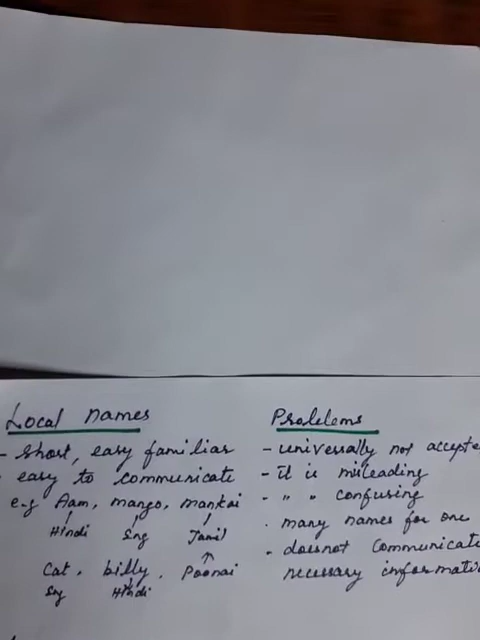 Local names
- short, easy familiar
easy to communicate
e.g Aam, mango, mankai
Hindi Eng Tamil
Cat, billy, Poonai
Eng Hindi
Problems
- universally not accepte
- it is misleading
- " " confusing
. many names for one
- doesnot communicate
necessary informati